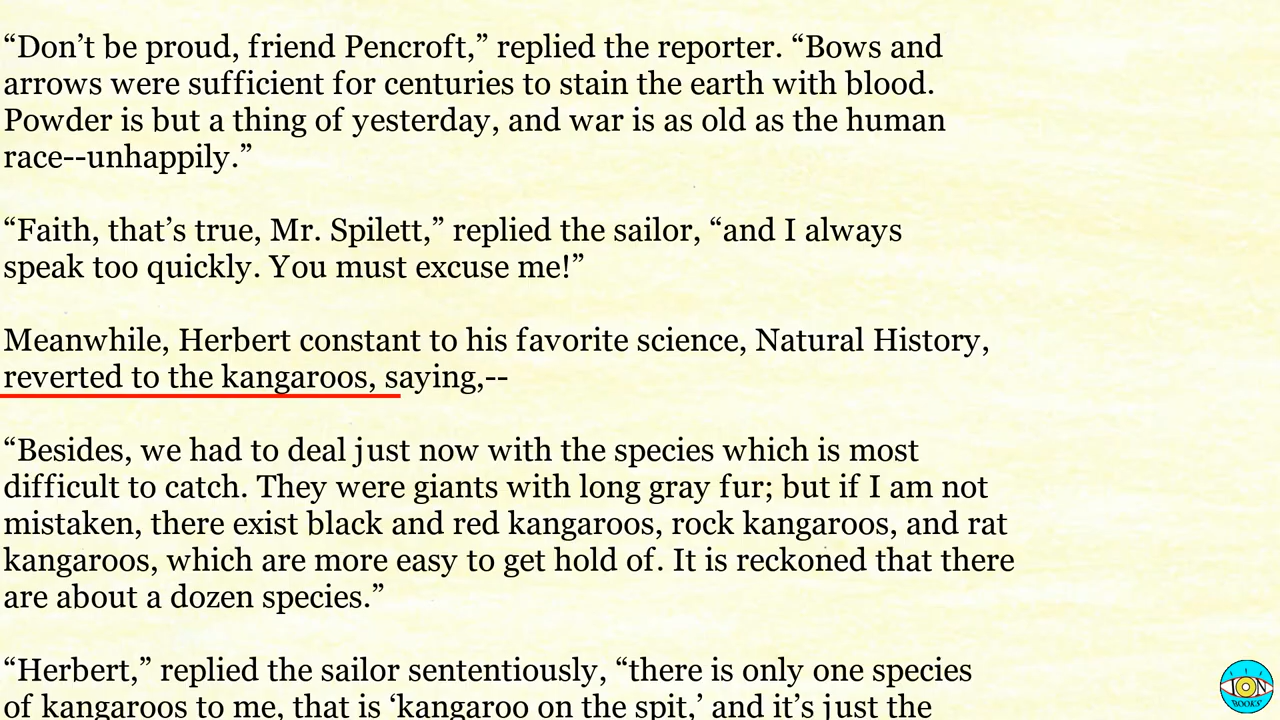 “Don’t be proud, friend Pencroft,” replied the reporter. “Bows and
arrows were sufficient for centuries to stain the earth with blood.
Powder is but a thing of yesterday, and war is as old as the human
race--unhappily.”
“Faith, that’s true, Mr. Spilett,” replied the sailor, “and I always
speak too quickly. You must excuse me!”
Meanwhile, Herbert constant to his favorite science, Natural History,
reverted to the kangaroos, saying,--
“Besides, we had to deal just now with the species which is most
difficult to catch. They were giants with long gray fur; but if I am not
mistaken, there exist black and red kangaroos, rock kangaroos, and rat
kangaroos, which are more easy to get hold of. It is reckoned that there
are about a dozen species.”
“Herbert,” replied the sailor sententiously, “there is only one species
of kangaroos to me, that is ‘kangaroo on the spit,’ and it’s just the
ION
BOOKS